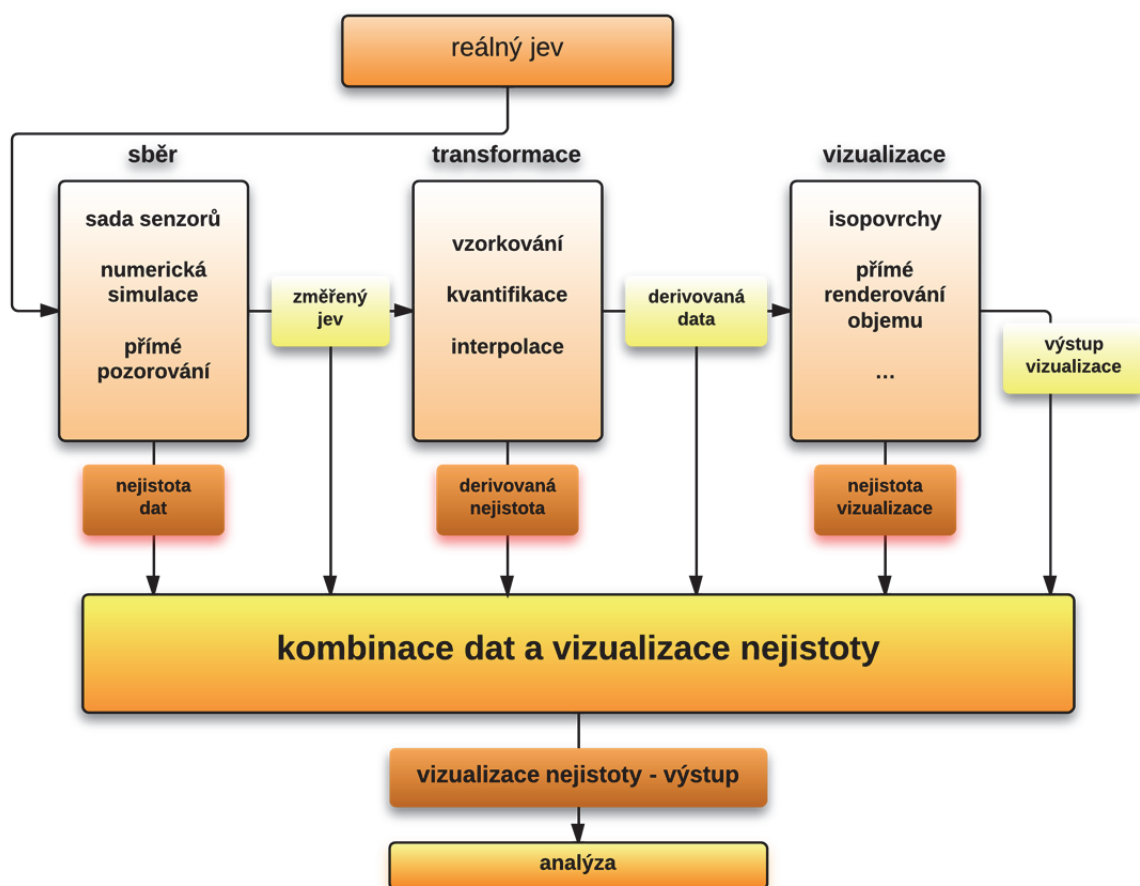 reálný jev
sběr
transformace
vizualizace
sada senzorů
numerická
simulace
přímé
pozorování
změřený
jev
vzorkování
kvantifikace
interpolace
derivovaná
data
isopovrchy
přímé
renderování
objemu
...
výstup
vizualizace
nejistota
dat
derivovaná
nejistota
nejistota
vizualizace
kombinace dat a vizualizace nejistoty
vizualizace nejistoty - výstup
analýza